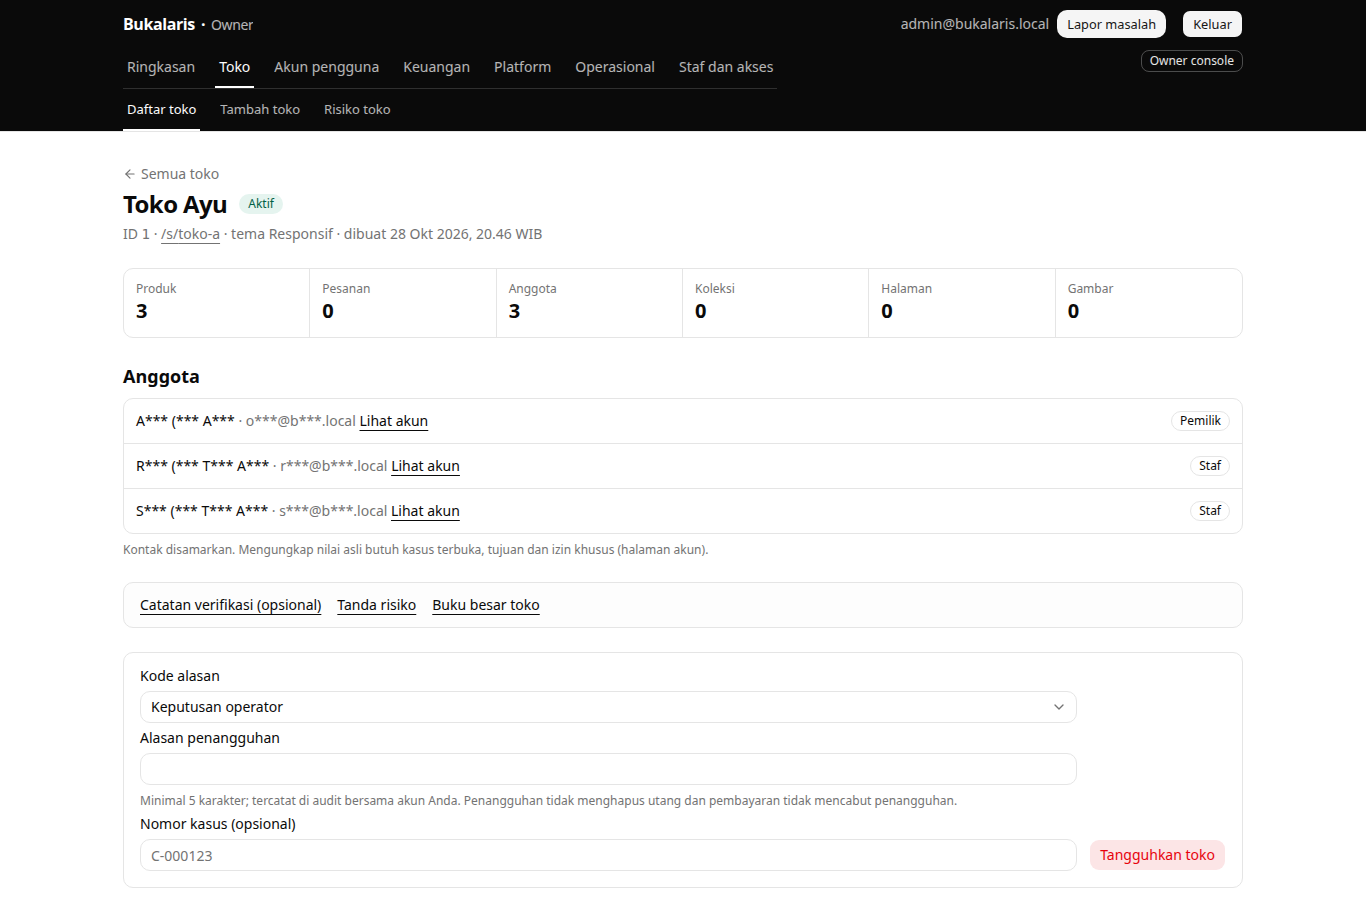 Bukalaris · Owner
admin@bukalaris.local Lapor masalah Keluar
Ringkasan Toko Akun pengguna Keuangan Platform Operasional Staf dan akses
Owner console
Daftar toko Tambah toko Risiko toko
← Semua toko
Toko Ayu Aktif
ID 1 · /s/toko-a · tema Responsif · dibuat 28 Okt 2026, 20.46 WIB
Produk Pesanan Anggota Koleksi Halaman Gambar
3 0 3 0 0 0
Anggota
A*** (*** A*** · o***@b***.local Lihat akun Pemilik
R*** (*** T*** A*** · r***@b***.local Lihat akun Staf
S*** (*** T*** A*** · s***@b***.local Lihat akun Staf
Kontak disamarkan. Mengungkap nilai asli butuh kasus terbuka, tujuan dan izin khusus (halaman akun).
Catatan verifikasi (opsional) Tanda risiko Buku besar toko
Kode alasan
Keputusan operator
Alasan penangguhan
Minimal 5 karakter; tercatat di audit bersama akun Anda. Penangguhan tidak menghapus utang dan pembayaran tidak mencabut penangguhan.
Nomor kasus (opsional)
C-000123 Tangguhkan toko